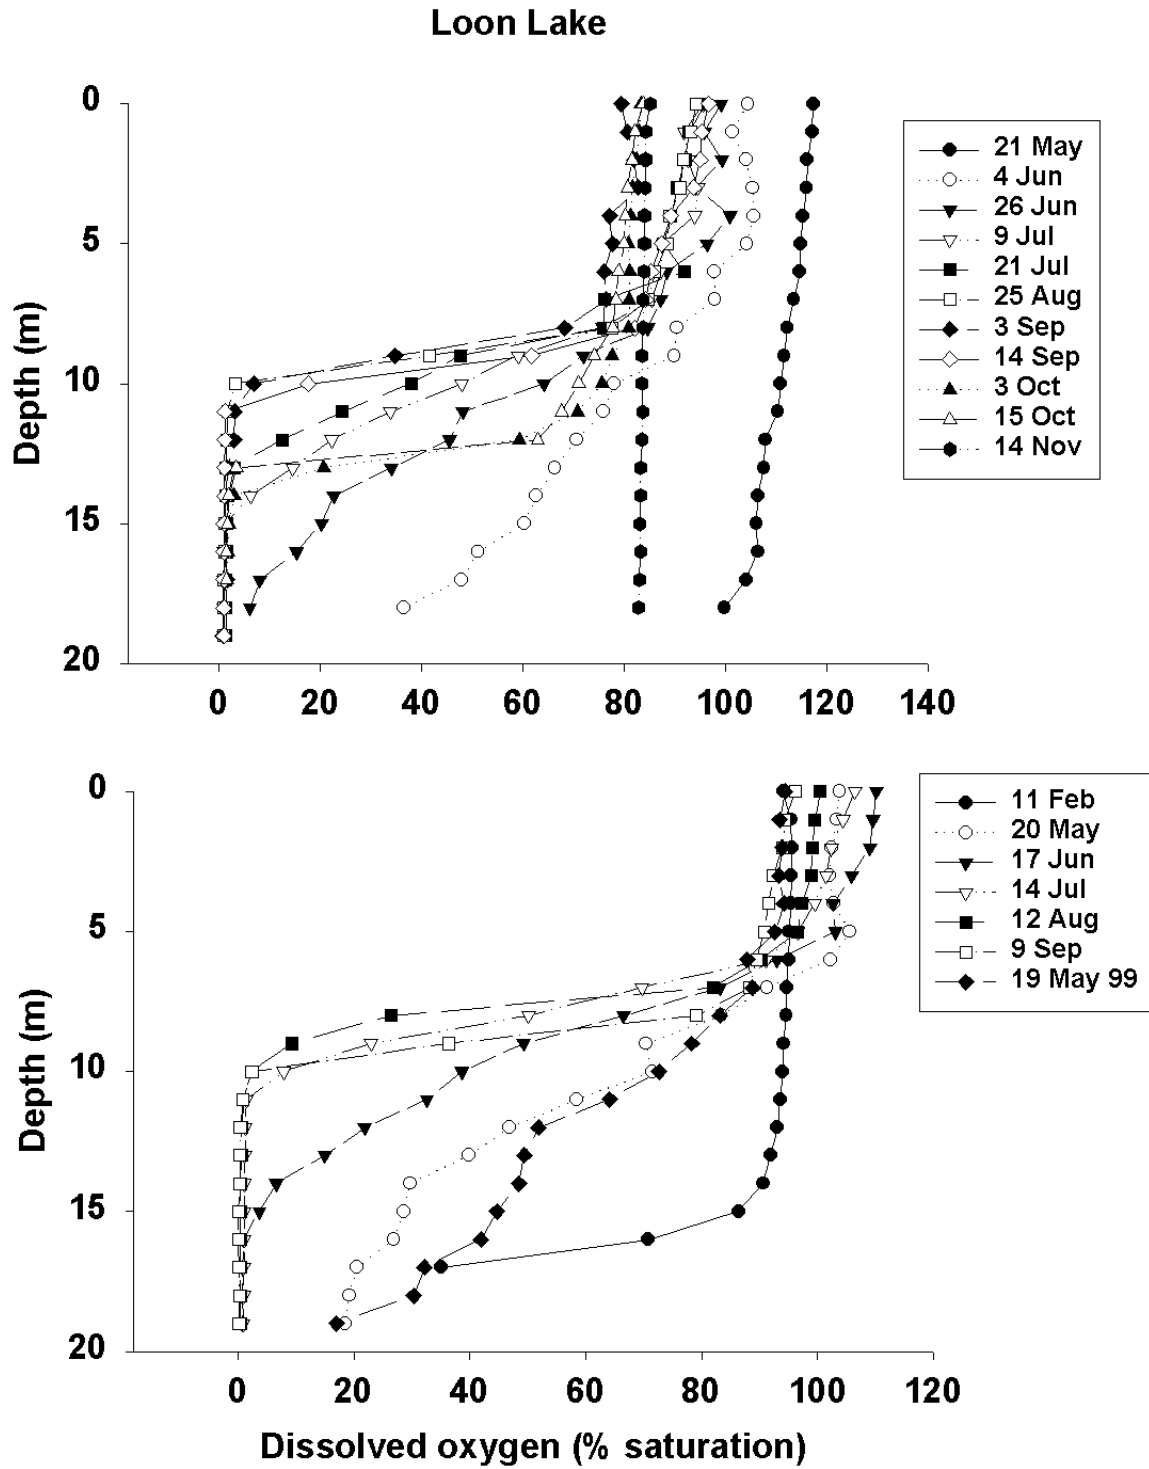 Loon Lake
0
5
10
15
20
Depth (m)
0 20 40 60 80 100 120 140
21 May
4 Jun
26 Jun
9 Jul
21 Jul
25 Aug
3 Sep
14 Sep
3 Oct
15 Oct
14 Nov
0
5
10
15
20
Depth (m)
0 20 40 60 80 100 120
Dissolved oxygen (% saturation)
11 Feb
20 May
17 Jun
14 Jul
12 Aug
9 Sep
19 May 99